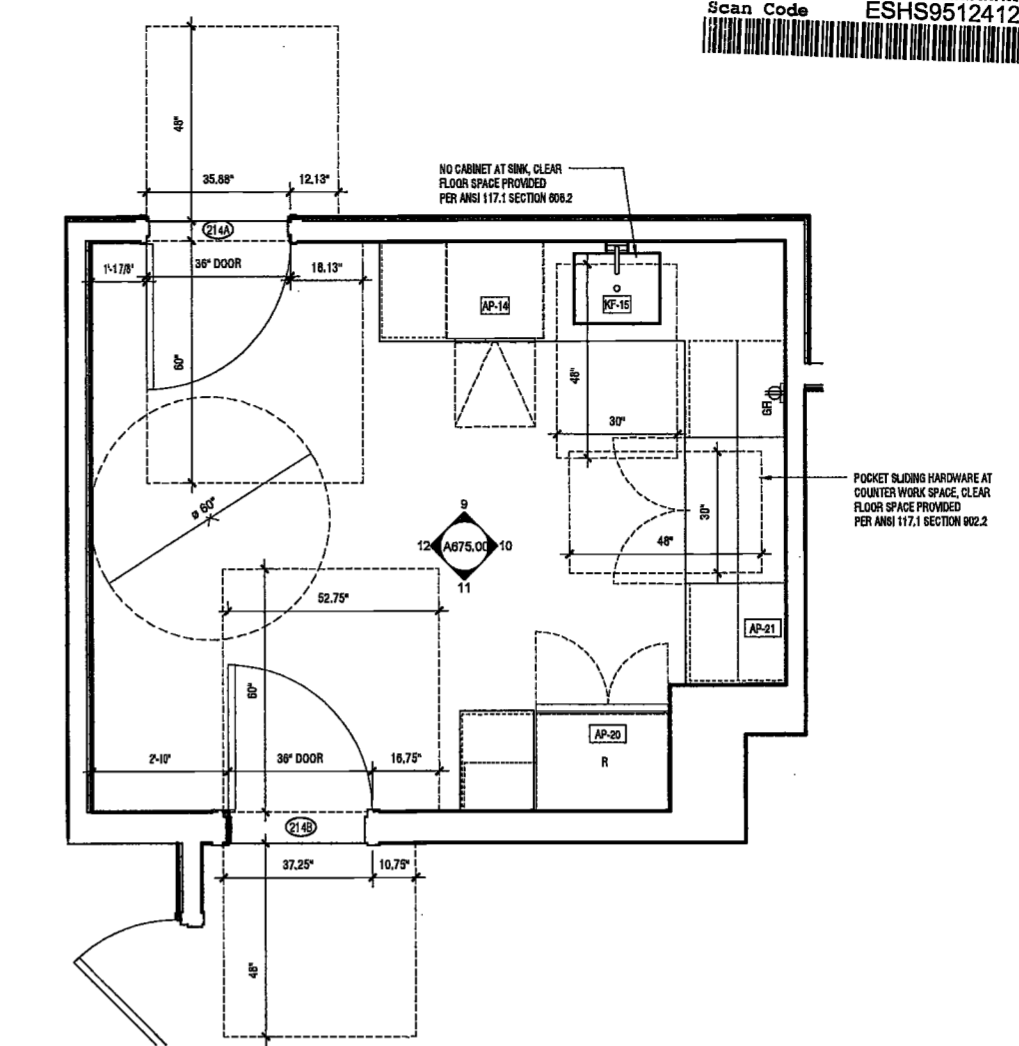 Scan Code ESHS9512412
48"
35.88" 12.13"
NO CABINET AT SINK, CLEAR
FLOOR SPACE PROVIDED
PER ANSI 117.1 SECTION 606.2
214A
1'-1 7/8" 36" DOOR 18.13"
AP-14
KF-15
60"
48"
30"
GFI
POCKET SLIDING HARDWARE AT
COUNTER WORK SPACE, CLEAR
FLOOR SPACE PROVIDED
PER ANSI 117.1 SECTION 902.2
ø 60"
30"
48"
9
12 A675.00 10
11
52.75"
60"
AP-21
AP-20
R
2'-10" 36" DOOR 16.75"
214B
37.25" 10.75"
48"